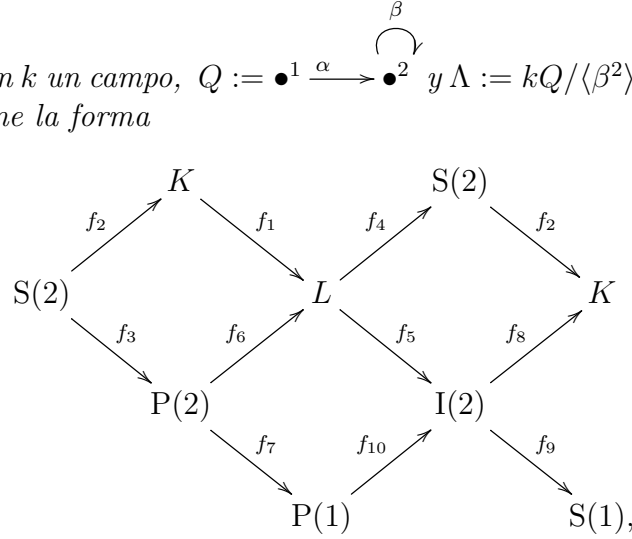 β
n k un campo, Q := •¹ α •² y Λ := kQ/⟨β²⟩
ne la forma
K S(2)
f₂ f₁ f₄ f₂
S(2) L K
f₃ f₆ f₅ f₈
P(2) I(2)
f₇ f₁₀ f₉
P(1) S(1),